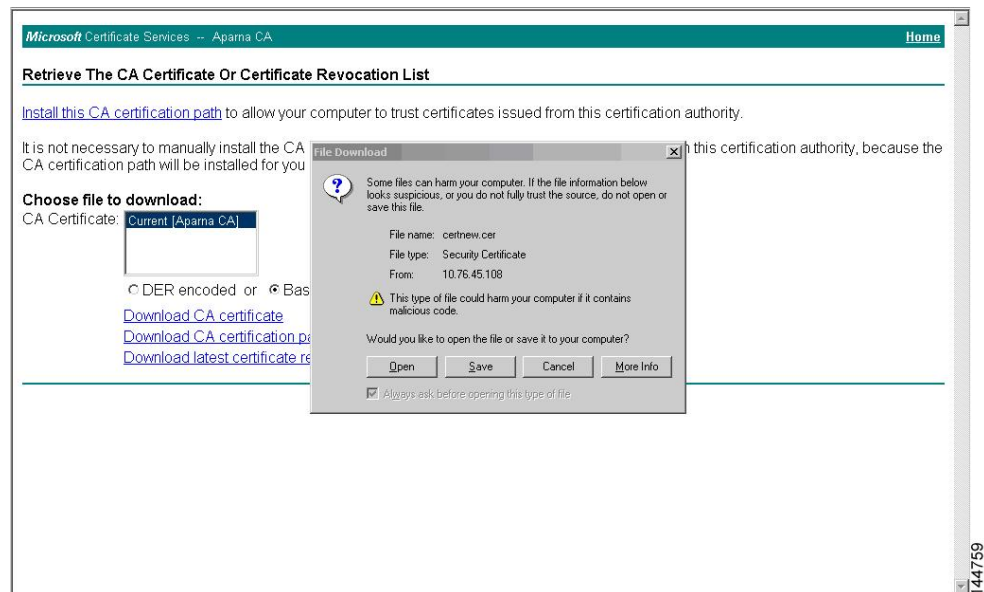 Microsoft Certificate Services -- Aparna CA Home
Retrieve The CA Certificate Or Certificate Revocation List
Install this CA certification path to allow your computer to trust certificates issued from this certification authority.
It is not necessary to manually install the CA this certification authority, because the
CA certification path will be installed for you
Choose file to download:
CA Certificate: Current [Aparna CA]
DER encoded or Bas
Download CA certificate
Download CA certification pa
Download latest certificate re
File Download
Some files can harm your computer. If the file information below
looks suspicious, or you do not fully trust the source, do not open or
save this file.
File name: certnew.cer
File type: Security Certificate
From: 10.76.45.108
This type of file could harm your computer if it contains
malicious code.
Would you like to open the file or save it to your computer?
Open Save Cancel More Info
Always ask before opening this type of file
144759